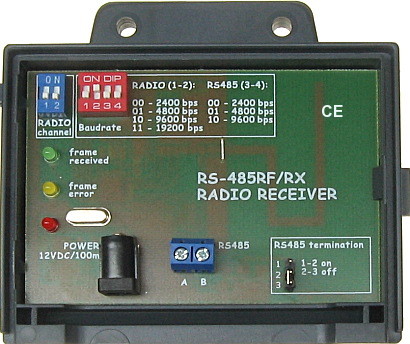 ON
1 2
RADIO
channel
ON DIP
1 2 3 4
Baudrate
RADIO (1-2): RS485 (3-4):
00 - 2400 bps 00 - 2400 bps
01 - 4800 bps 01 - 4800 bps
10 - 9600 bps 10 - 9600 bps
11 - 19200 bps
CE
frame
received
frame
error
RS-485RF/RX
RADIO RECEIVER
POWER
12VDC/100m
RS485
A B
RS485 termination
1 1-2 on
2 2-3 off
3